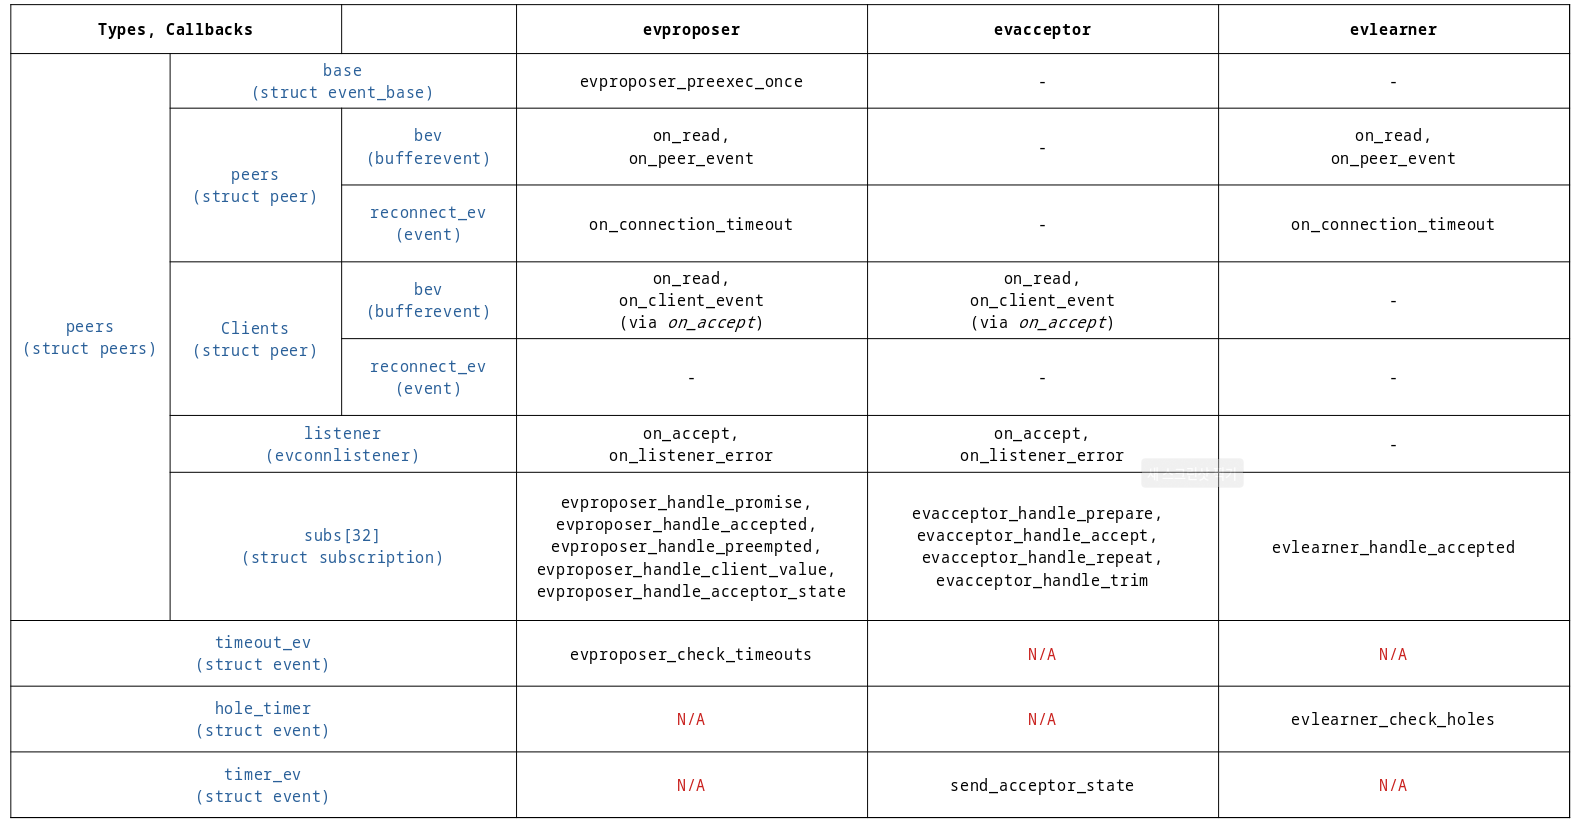 Types, Callbacks
evproposer
evacceptor
evlearner
peers
(struct peers)
base
(struct event_base)
evproposer_preexec_once
-
-
peers
(struct peer)
bev
(bufferevent)
on_read,
on_peer_event
-
on_read,
on_peer_event
reconnect_ev
(event)
on_connection_timeout
-
on_connection_timeout
Clients
(struct peer)
bev
(bufferevent)
on_read,
on_client_event
(via on_accept)
on_read,
on_client_event
(via on_accept)
-
reconnect_ev
(event)
-
-
-
listener
(evconnlistener)
on_accept,
on_listener_error
on_accept,
on_listener_error
-
subs[32]
(struct subscription)
evproposer_handle_promise,
evproposer_handle_accepted,
evproposer_handle_preempted,
evproposer_handle_client_value,
evproposer_handle_acceptor_state
evacceptor_handle_prepare,
evacceptor_handle_accept,
evacceptor_handle_repeat,
evacceptor_handle_trim
evlearner_handle_accepted
timeout_ev
(struct event)
evproposer_check_timeouts
N/A
N/A
hole_timer
(struct event)
N/A
N/A
evlearner_check_holes
timer_ev
(struct event)
N/A
send_acceptor_state
N/A